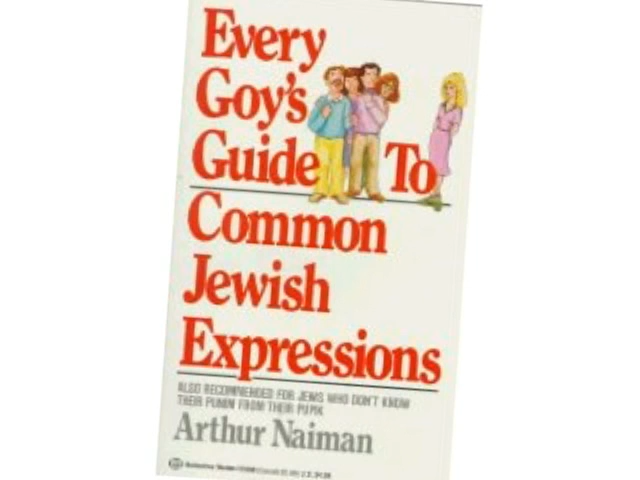 Every
Goy's
Guide To
Common
Jewish
Expressions
ALSO RECOMMENDED FOR JEWS WHO DON'T KNOW
THEIR PUNIM FROM THEIR PUPIK
Arthur Naiman